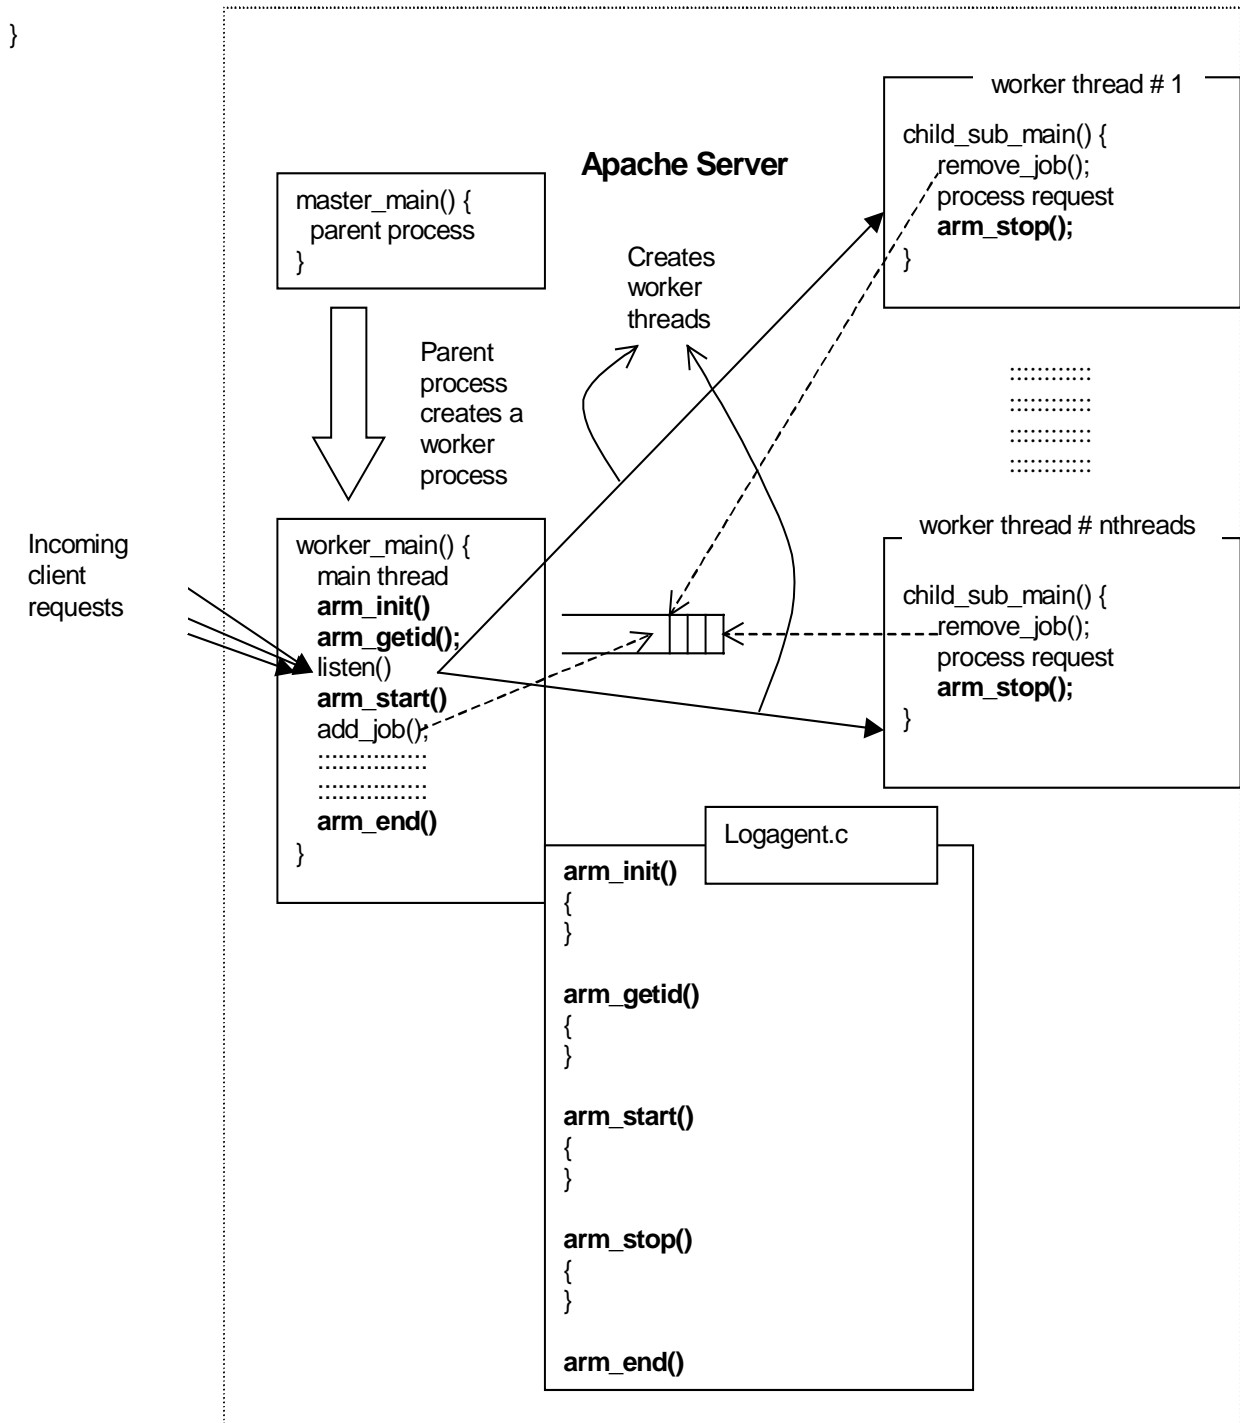 }
worker thread # 1
child_sub_main() {
remove_job();
process request
arm_stop();
}
Apache Server
master_main() {
parent process
}
Creates
worker
threads
Parent
process
creates a
worker
process
::::::::::::
::::::::::::
::::::::::::
::::::::::::
Incoming
client
requests
worker_main() {
main thread
arm_init()
arm_getid();
listen()
arm_start()
add_job();
::::::::::::::::
::::::::::::::::
arm_end()
}
worker thread # nthreads
child_sub_main() {
remove_job();
process request
arm_stop();
}
Logagent.c
arm_init()
{
}
arm_getid()
{
}
arm_start()
{
}
arm_stop()
{
}
arm_end()